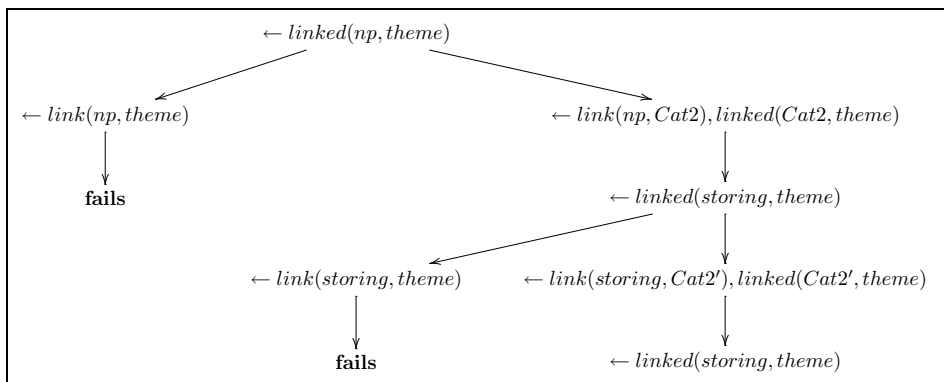 ← linked(np, theme)
← link(np, theme)
← link(np, Cat2), linked(Cat2, theme)
fails
← linked(storing, theme)
← link(storing, theme)
← link(storing, Cat2′), linked(Cat2′, theme)
fails
← linked(storing, theme)